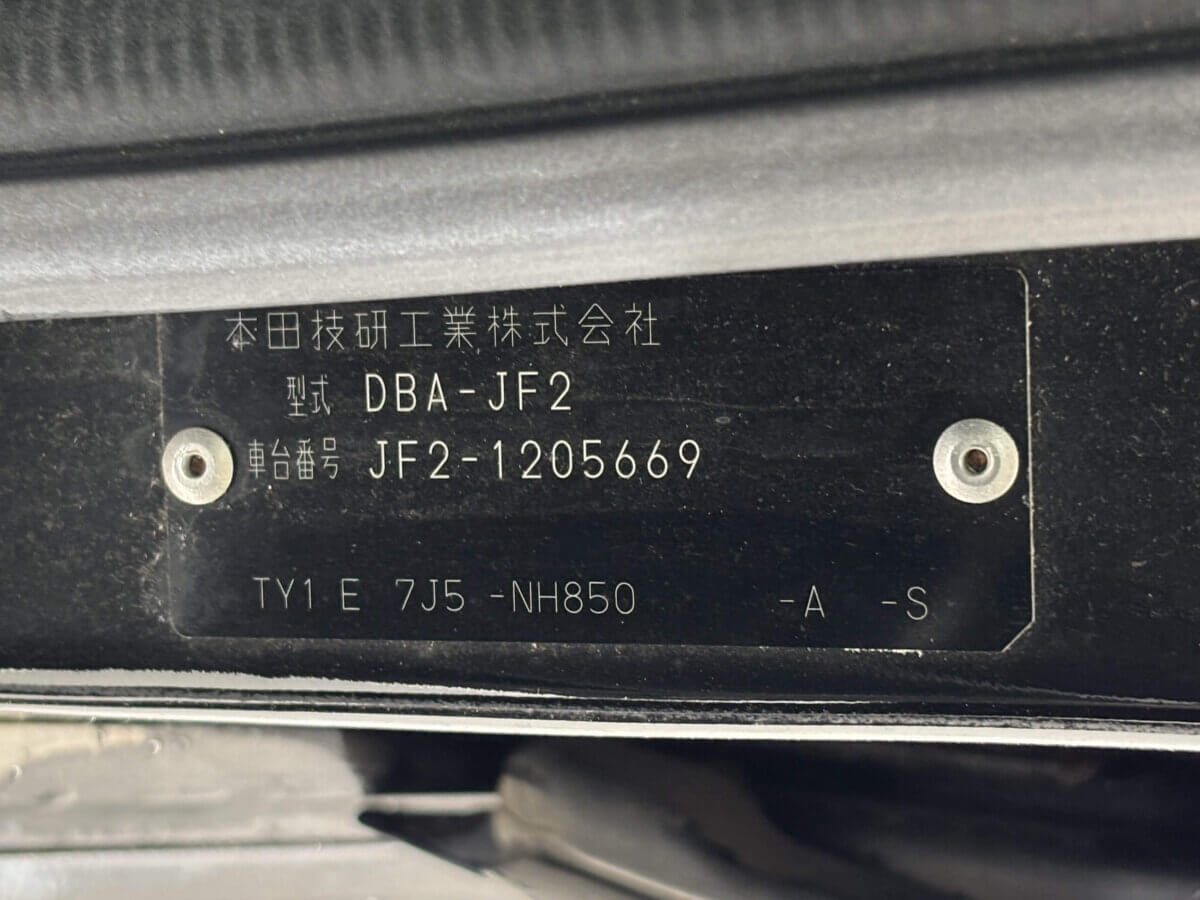 本田技研工業株式会社
型式 DBA-JF2
車台番号 JF2-1205669
TY1 E 7J5 -NH850 -A -S